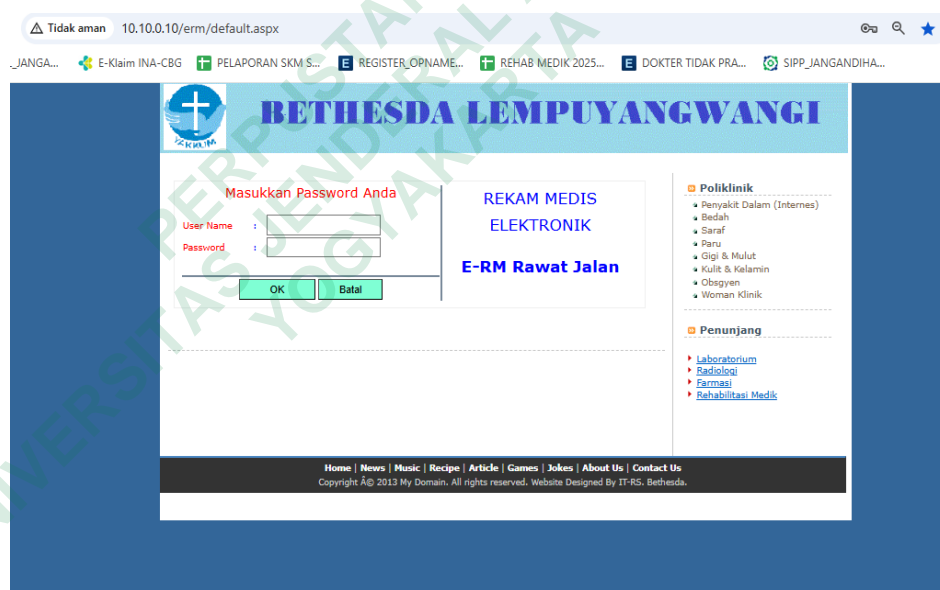 Tidak aman 10.10.0.10/erm/default.aspx
_JANGA... E-Klaim INA-CBG PELAPORAN SKM S... REGISTER_OPNAME... REHAB MEDIK 2025... DOKTER TIDAK PRA... SIPP_JANGANDIHA...
YAKKUM
BETHESDA LEMPUYANGWANGI
Masukkan Password Anda
User Name :
Password :
OK Batal
REKAM MEDIS
ELEKTRONIK
E-RM Rawat Jalan
Poliklinik
Penyakit Dalam (Internes)
Bedah
Saraf
Paru
Gigi & Mulut
Kulit & Kelamin
Obsgyen
Woman Klinik
Penunjang
Laboratorium
Radiologi
Farmasi
Rehabilitasi Medik
Home | News | Music | Recipe | Article | Games | Jokes | About Us | Contact Us
Copyright Â© 2013 My Domain. All rights reserved. Website Designed By IT-RS. Bethesda.
PERPUSTA
UNIVERSITAS JENDERAL A
YOGYAKARTA